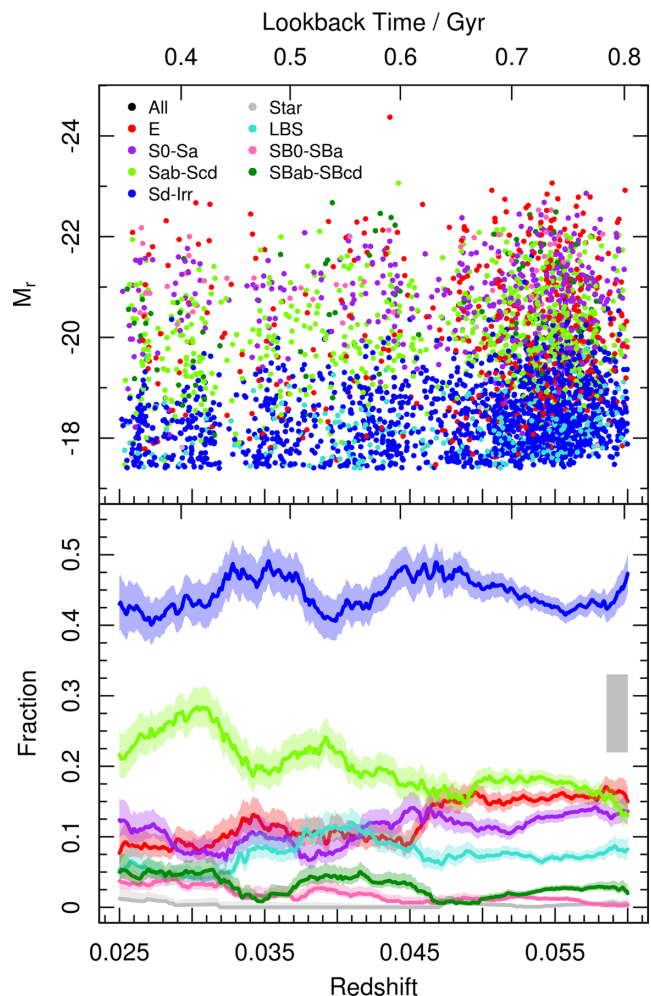 Lookback Time / Gyr
0.4 0.5 0.6 0.7 0.8
All Star
E LBS
S0-Sa SB0-SBa
Sab-Scd SBab-SBcd
Sd-Irr
-24
-22
M_r
-20
-18
0.5
0.4
0.3
Fraction
0.2
0.1
0
0.025 0.035 0.045 0.055
Redshift